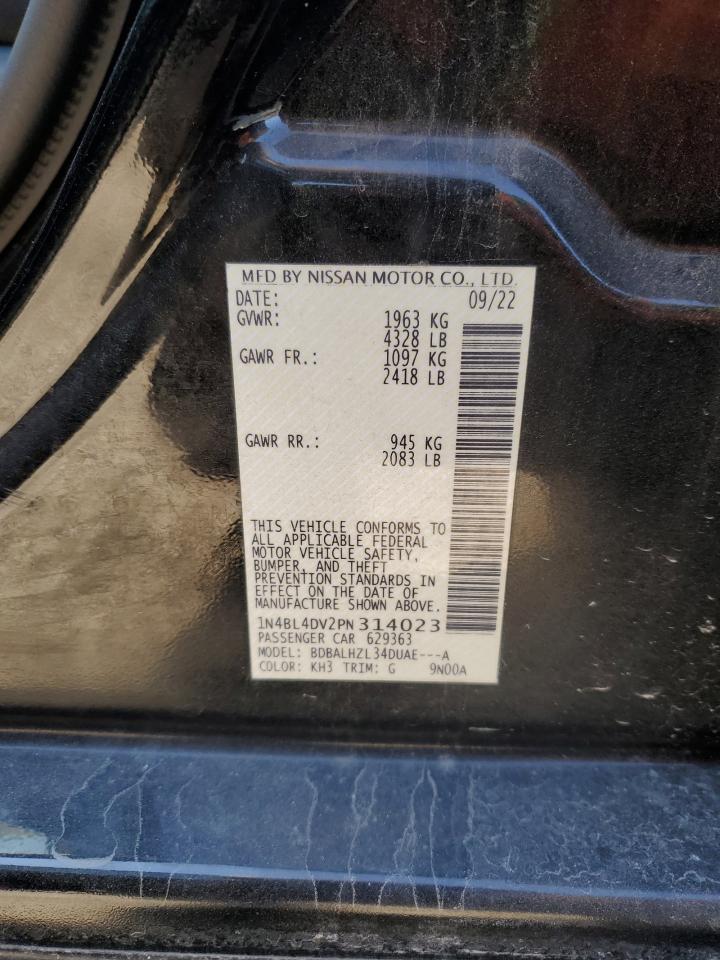 MFD BY NISSAN MOTOR CO., LTD.
DATE: 09/22
GVWR: 1963 KG
4328 LB
GAWR FR.: 1097 KG
2418 LB
GAWR RR.: 945 KG
2083 LB
THIS VEHICLE CONFORMS TO
ALL APPLICABLE FEDERAL
MOTOR VEHICLE SAFETY,
BUMPER, AND THEFT
PREVENTION STANDARDS IN
EFFECT ON THE DATE OF
MANUFACTURE SHOWN ABOVE.
1N4BL4DV2PN314023
PASSENGER CAR 629363
MODEL: BDBALHZL34DUAE---A
COLOR: KH3 TRIM: G 9N00A